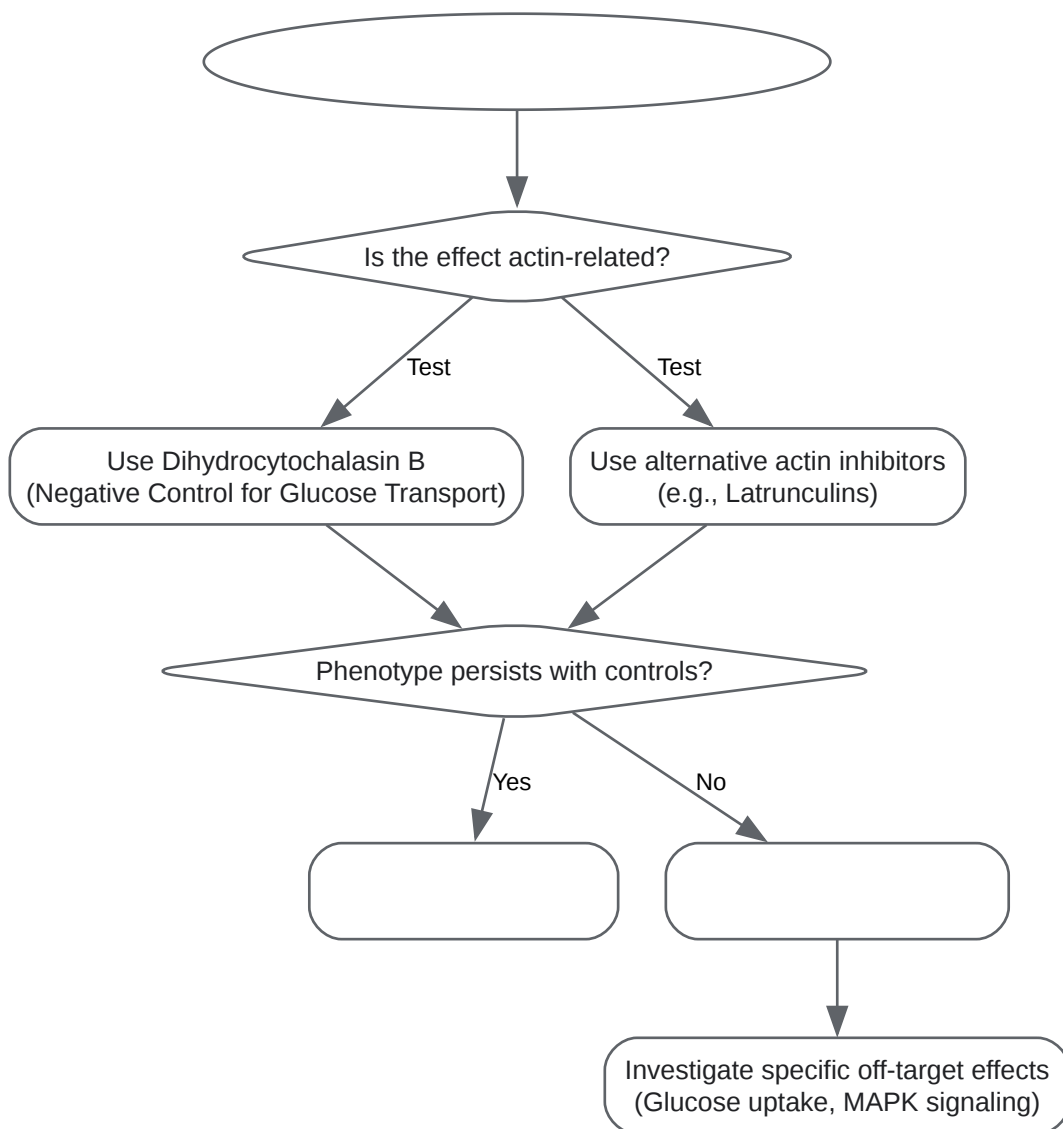 Is the effect actin-related?
Test
Test
Use Dihydrocytochalasin B
(Negative Control for Glucose Transport)
Use alternative actin inhibitors
(e.g., Latrunculins)
Phenotype persists with controls?
Yes
No
Investigate specific off-target effects
(Glucose uptake, MAPK signaling)